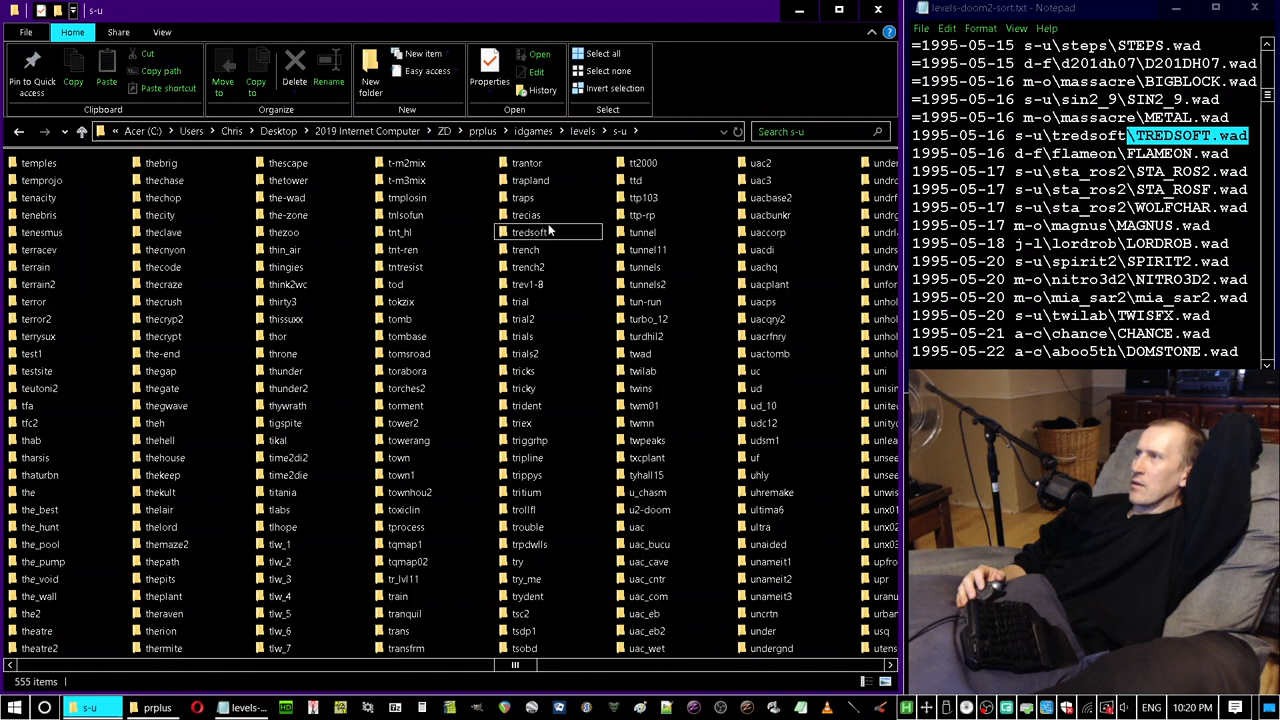 s-u
File Home Share View
Pin to Quick access
Copy
Paste
Cut
Copy path
Paste shortcut
Clipboard
Move to
Copy to
Delete
Rename
Organize
New folder
New item
Easy access
New
Properties
Open
Edit
History
Open
Select all
Select none
Invert selection
Select
« Acer (C:) › Users › Chris › Desktop › 2019 Internet Computer › ZD › prplus › idgames › levels › s-u ›
Search s-u
temples thebrig thescape t-m2mix trantor tt2000 uac2
temprojo thechase thetower t-m3mix trapland ttd uac3
tenacity thechop the-wad tmplosin traps ttp103 uacbase2
tenebris thecity the-zone tnlsofun trecias ttp-rp uacbunkr
tenesmus theclave thezoo tnt_hl tredsoft tunnel uaccorp
terracev thecnyon thin_air tnt-ren trench tunnel11 uacdi
terrain thecode thingies tntresist trench2 tunnels uachq
terrain2 thecraze think2wc tod trev1-8 tunnels2 uacplant
terror thecrush thirty3 tokzix trial tun-run uacps
terror2 thecryp2 thissuxx tomb trial2 turbo_12 uacqry2
terrysux thecrypt thor tombase trials turdhil2 uacrfnry
test1 the-end throne tomsroad trials2 twad uactomb
testsite thegap thunder torabora tricks twilab uc
teutoni2 thegate thunder2 torches2 tricky twins ud
tfa thegwave thywrath torment trident twm01 ud_10
tfc2 theh tigspite tower2 triex twmn udc12
thab thehell tikal towerang triggrhp twpeaks udsm1
tharsis thehouse time2di2 town tripline txcplant uf
thaturbn thekeep time2die town1 trippys tyhall15 uhly
the thekult titania townhou2 tritium u_chasm uhremake
the_best thelair tlabs toxiclin trollfl u2-doom ultima6
the_hunt thelord tlhope tprocess trouble uac ultra
the_pool themaze2 tlw_1 tqmap1 trpdwlls uac_bucu unaided
the_pump thepath tlw_2 tqmap02 try uac_cave unameit1
the_void thepits tlw_3 tr_lvl11 try_me uac_cntr unameit2
the_wall theplant tlw_4 train trydent uac_com unameit3
the2 theraven tlw_5 tranquil tsc2 uac_eb uncrtn
theatre therion tlw_6 trans tsdp1 uac_eb2 under
theatre2 thermite tlw_7 transfrm tsobd uac_wet undergnd
555 items
levels-doom2-sort.txt - Notepad
File Edit Format View Help
=1995-05-15 s-u\steps\STEPS.wad
=1995-05-15 d-f\d201dh07\D201DH07.wad
=1995-05-16 m-o\massacre\BIGBLOCK.wad
=1995-05-16 s-u\sin2_9\SIN2_9.wad
=1995-05-16 m-o\massacre\METAL.wad
1995-05-16 s-u\tredsoft\TREDSOFT.wad
1995-05-16 d-f\flameon\FLAMEON.wad
1995-05-17 s-u\sta_ros2\STA_ROS2.wad
1995-05-17 s-u\sta_ros2\STA_ROSF.wad
1995-05-17 s-u\sta_ros2\WOLFCHAR.wad
1995-05-17 m-o\magnus\MAGNUS.wad
1995-05-18 j-l\lordrob\LORDROB.wad
1995-05-20 s-u\spirit2\SPIRIT2.wad
1995-05-20 m-o\nitro3d2\NITRO3D2.wad
1995-05-20 m-o\mia_sar2\mia_sar2.wad
1995-05-20 s-u\twilab\TWISFX.wad
1995-05-21 a-c\chance\CHANCE.wad
1995-05-22 a-c\aboo5th\DOMSTONE.wad
s-u
prplus
levels-...
ENG
10:20 PM